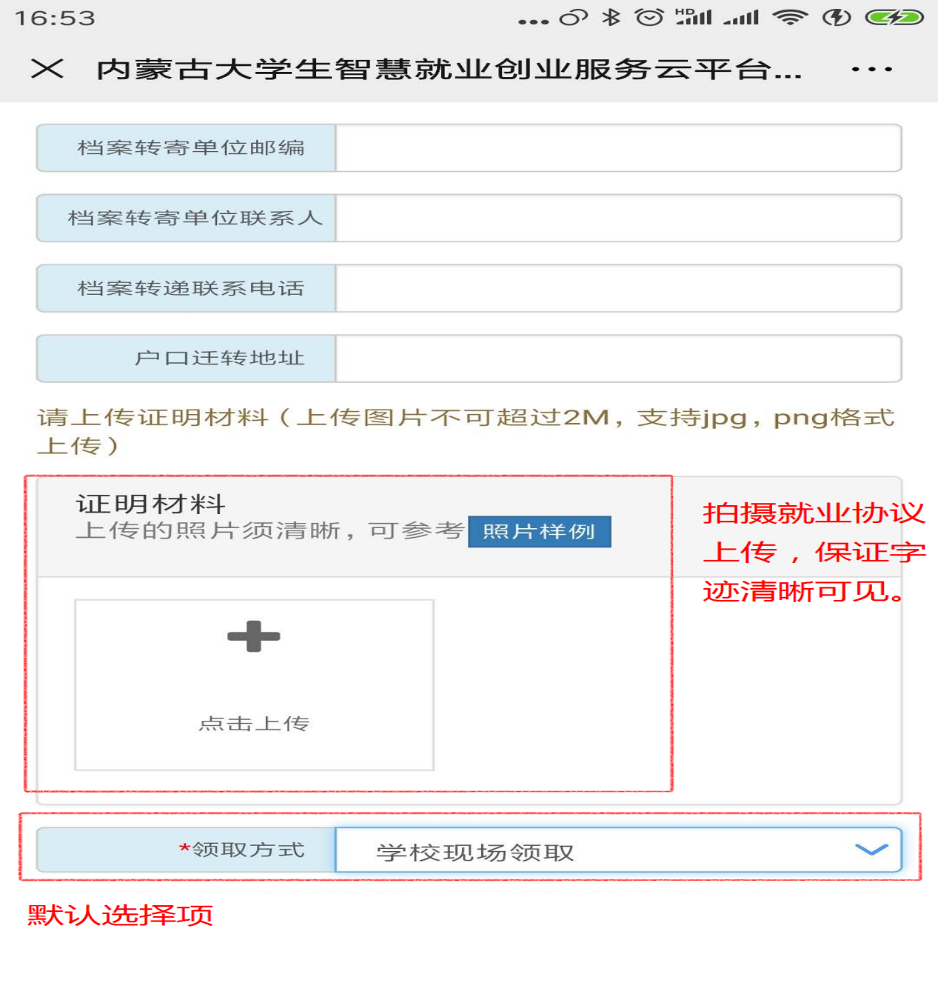 16:53
HD
内蒙古大学生智慧就业创业服务云平台...
档案转寄单位邮编
档案转寄单位联系人
档案转递联系电话
户口迁转地址
请上传证明材料（上传图片不可超过2M，支持jpg，png格式
上传）
证明材料
上传的照片须清晰，可参考 照片样例
拍摄就业协议
上传，保证字
迹清晰可见。
点击上传
*领取方式 学校现场领取
默认选择项